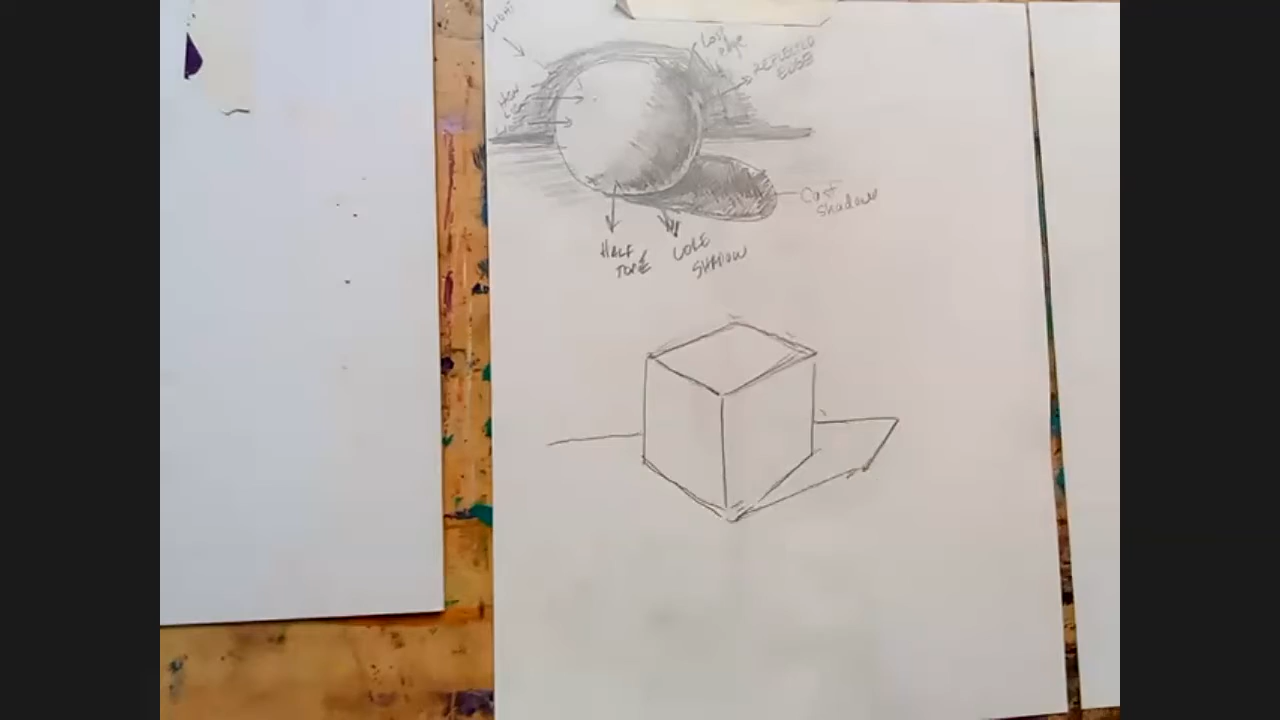 LIGHT
Lost
edge
REFLECTED
EDGE
Cast
shadow
HALF
TONE
CORE
SHADOW